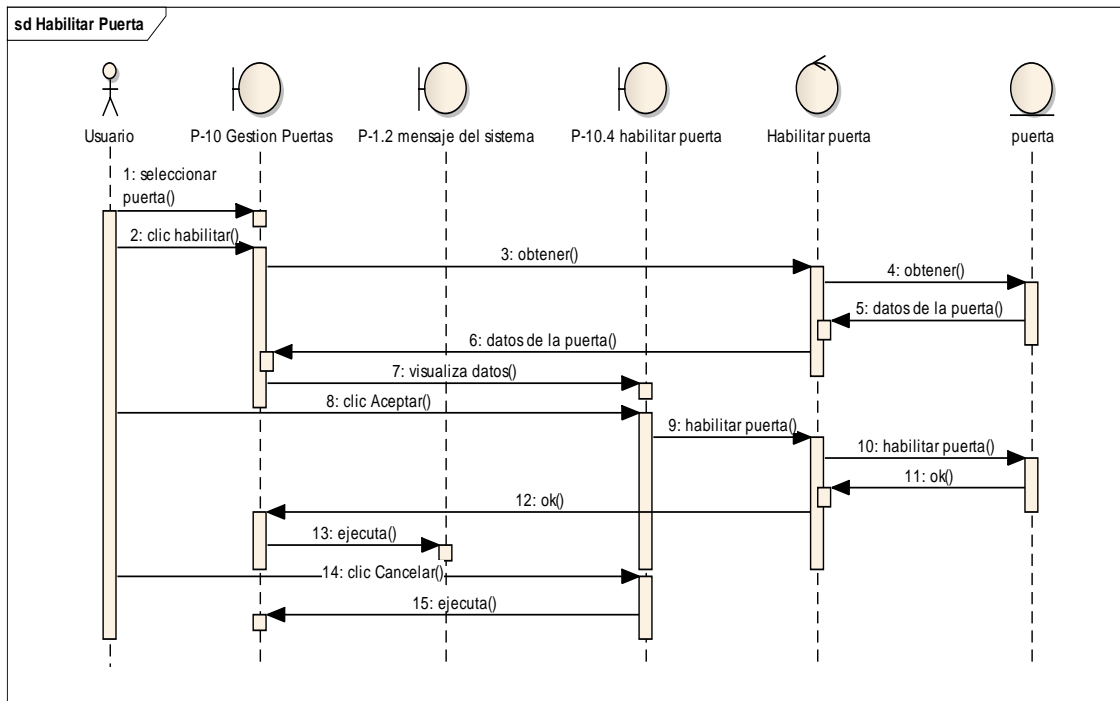 sd Habilitar Puerta
Usuario
P-10 Gestion Puertas
P-1.2 mensaje del sistema
P-10.4 habilitar puerta
Habilitar puerta
puerta
1: seleccionar
puerta()
2: clic habilitar()
3: obtener()
4: obtener()
5: datos de la puerta()
6: datos de la puerta()
7: visualiza datos()
8: clic Aceptar()
9: habilitar puerta()
10: habilitar puerta()
11: ok()
12: ok()
13: ejecuta()
14: clic Cancelar()
15: ejecuta()